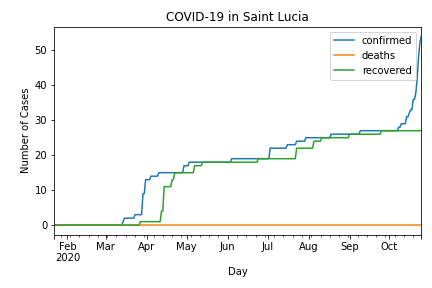 COVID-19 in Saint Lucia
confirmed
deaths
recovered
Number of Cases
50
40
30
20
10
0
Feb Mar Apr May Jun Jul Aug Sep Oct
2020
Day